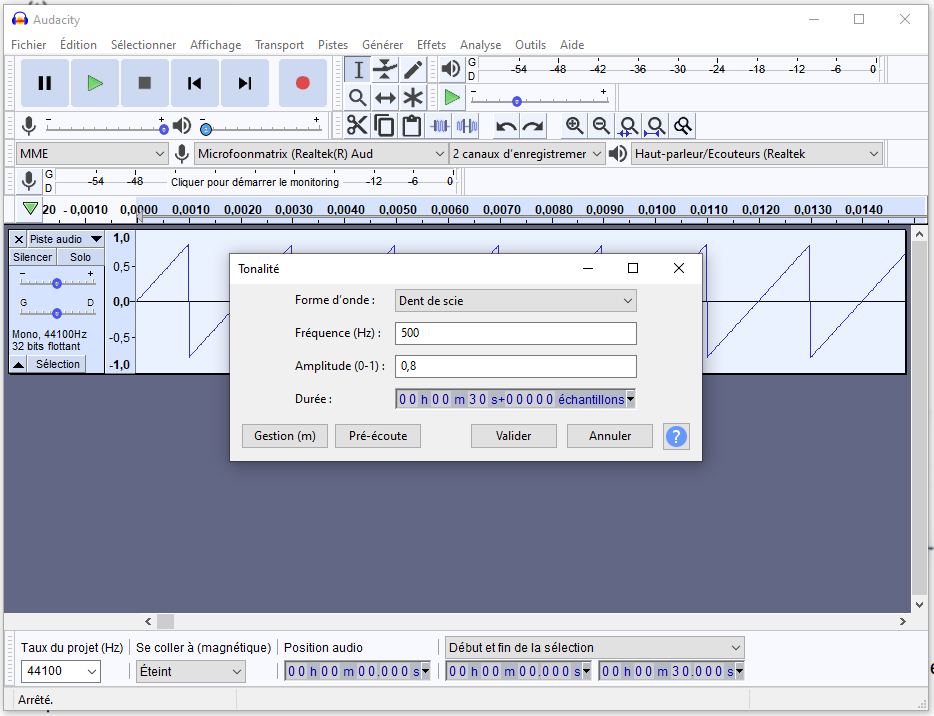 Audacity
Fichier Édition Sélectionner Affichage Transport Pistes Générer Effets Analyse Outils Aide
G
D
-54 -48 -42 -36 -30 -24 -18 -12 -6 0
- +
- + - +
MME Microfoonmatrix (Realtek(R) Aud 2 canaux d'enregistremer Haut-parleur/Ecouteurs (Realtek
G
D
-54 -48 Cliquer pour démarrer le monitoring -12 -6 0
20 - 0,0010 0,0000 0,0010 0,0020 0,0030 0,0040 0,0050 0,0060 0,0070 0,0080 0,0090 0,0100 0,0110 0,0120 0,0130 0,0140
Piste audio 1,0
Silencer Solo
- + 0,5
G D 0,0
Mono, 44100Hz -0,5
32 bits flottant
Sélection -1,0
Tonalité
Forme d'onde : Dent de scie
Fréquence (Hz) : 500
Amplitude (0-1) : 0,8
Durée : 00 h 00 m 30 s+00000 échantillons
Gestion (m) Pré-écoute Valider Annuler ?
Taux du projet (Hz) Se coller à (magnétique) Position audio Début et fin de la sélection
44100 Éteint 00 h 00 m 00.000 s 00 h 00 m 00.000 s 00 h 00 m 30.000 s
Arrêté.